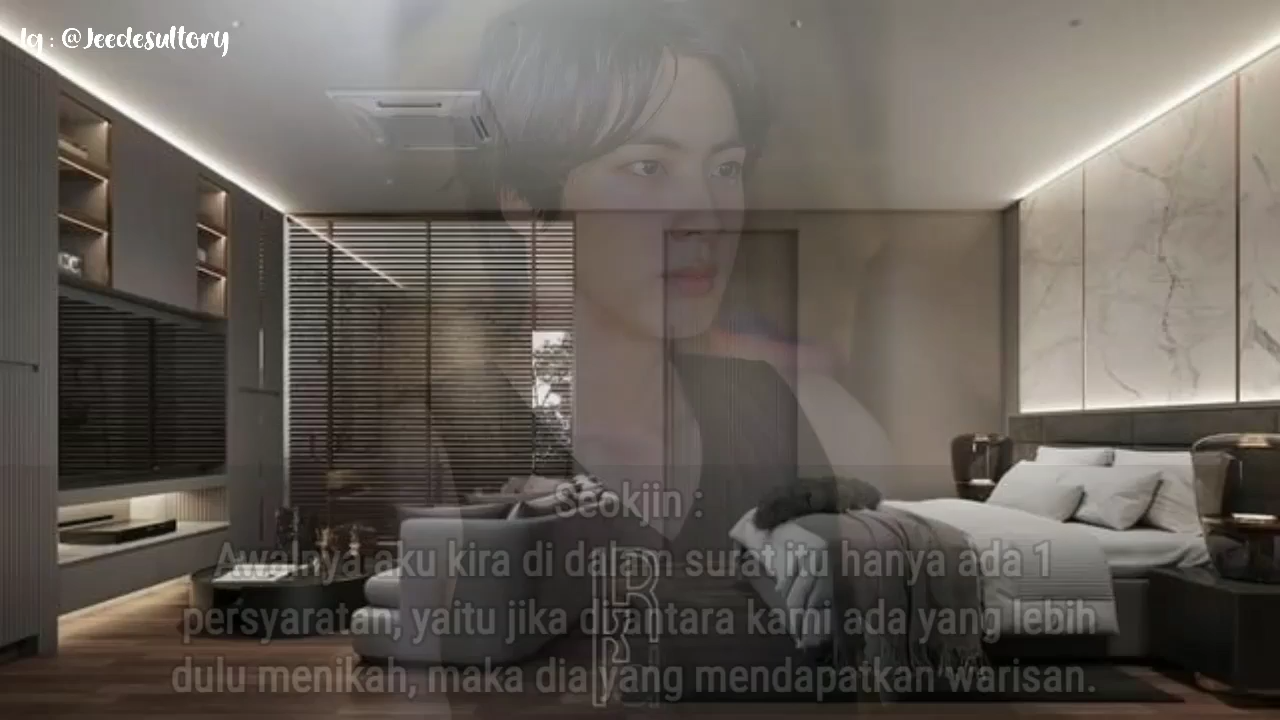 Ig : @Jeedesultory
Seokjin :
Awalnya aku kira di dalam surat itu hanya ada 1
persyaratan, yaitu jika diantara kami ada yang lebih
dulu menikah, maka dia yang mendapatkan warisan.